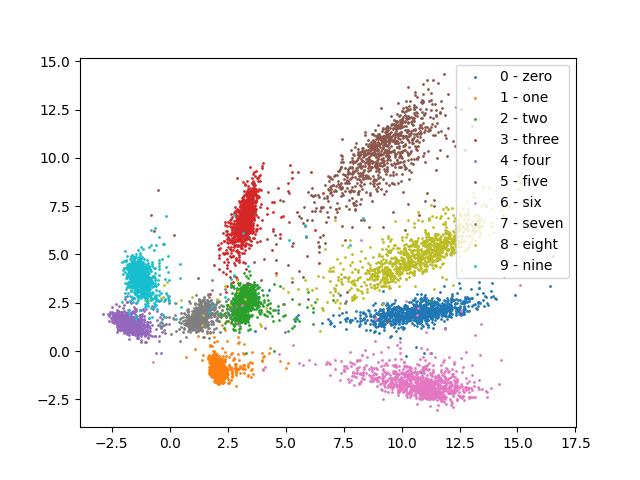 15.0
12.5
10.0
7.5
5.0
2.5
0.0
−2.5
−2.5
0.0
2.5
5.0
7.5
10.0
12.5
15.0
17.5
0 - zero
1 - one
2 - two
3 - three
4 - four
5 - five
6 - six
7 - seven
8 - eight
9 - nine